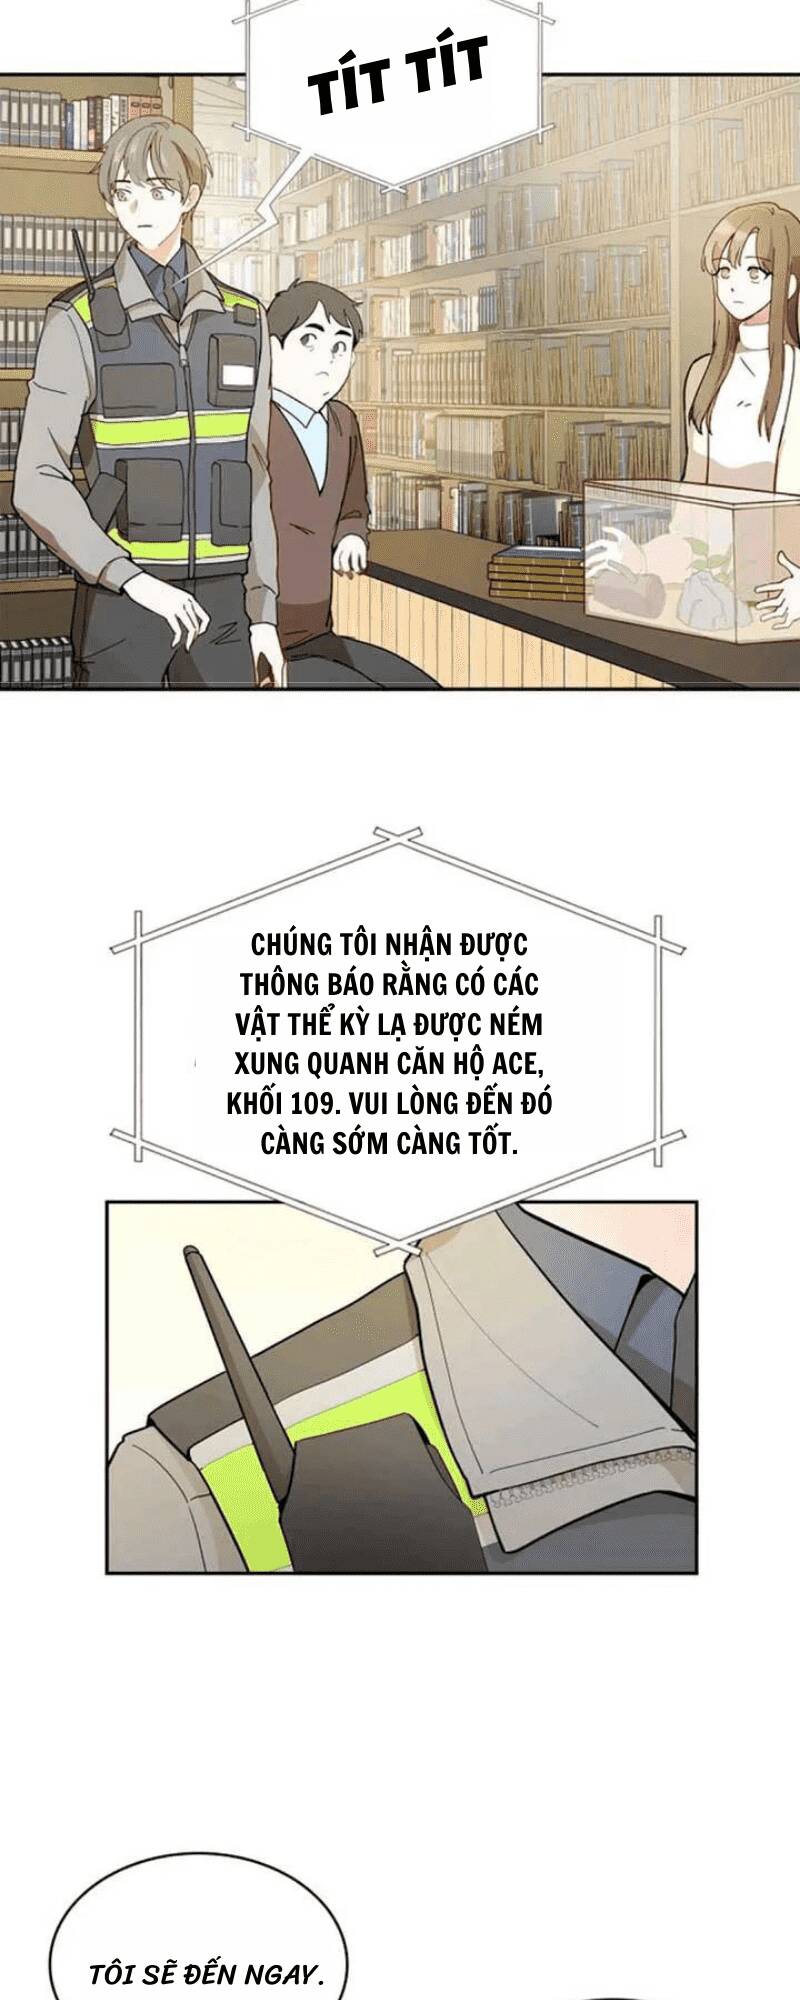 TÍT TÍT
CHÚNG TÔI NHẬN ĐƯỢC
THÔNG BÁO RẰNG CÓ CÁC
VẬT THỂ KỲ LẠ ĐƯỢC NÉM
XUNG QUANH CĂN HỘ ACE,
KHỐI 109. VUI LÒNG ĐẾN ĐÓ
CÀNG SỚM CÀNG TỐT.
TÔI SẼ ĐẾN NGAY.